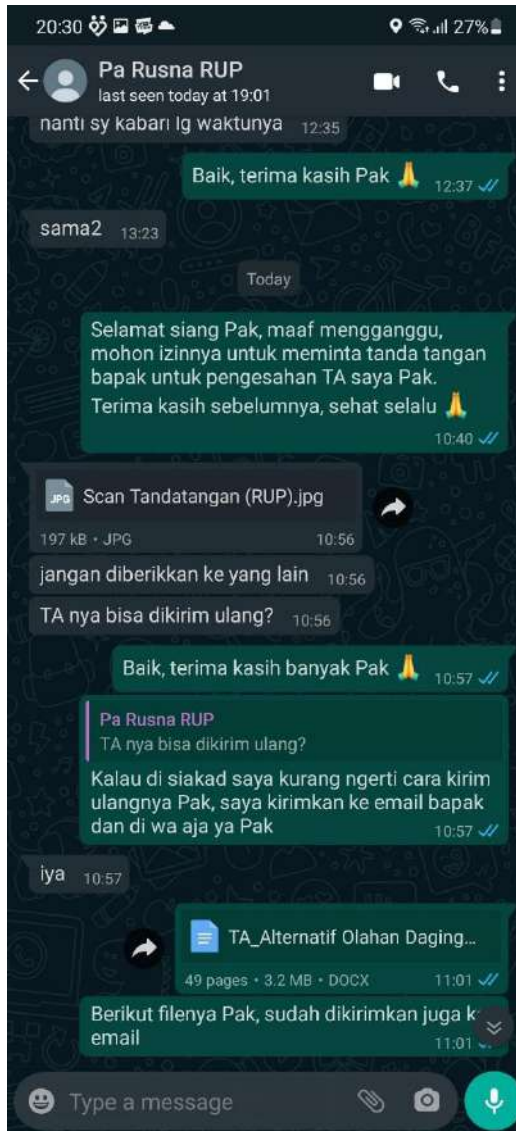 20:30
27%
Pa Rusna RUP
last seen today at 19:01
nanti sy kabari lg waktunya 12:35
Baik, terima kasih Pak 🙏 12:37
sama2 13:23
Today
Selamat siang Pak, maaf mengganggu,
mohon izinnya untuk meminta tanda tangan
bapak untuk pengesahan TA saya Pak.
Terima kasih sebelumnya, sehat selalu 🙏
10:40
JPG Scan Tandatangan (RUP).jpg
197 kB • JPG 10:56
jangan diberikkan ke yang lain 10:56
TA nya bisa dikirim ulang? 10:56
Baik, terima kasih banyak Pak 🙏 10:57
Pa Rusna RUP
TA nya bisa dikirim ulang?
Kalau di siakad saya kurang ngerti cara kirim
ulangnya Pak, saya kirimkan ke email bapak
dan di wa aja ya Pak 10:57
iya 10:57
TA_Alternatif Olahan Daging...
49 pages • 3.2 MB • DOCX 11:01
Berikut filenya Pak, sudah dikirimkan juga
email 11:01
Type a message